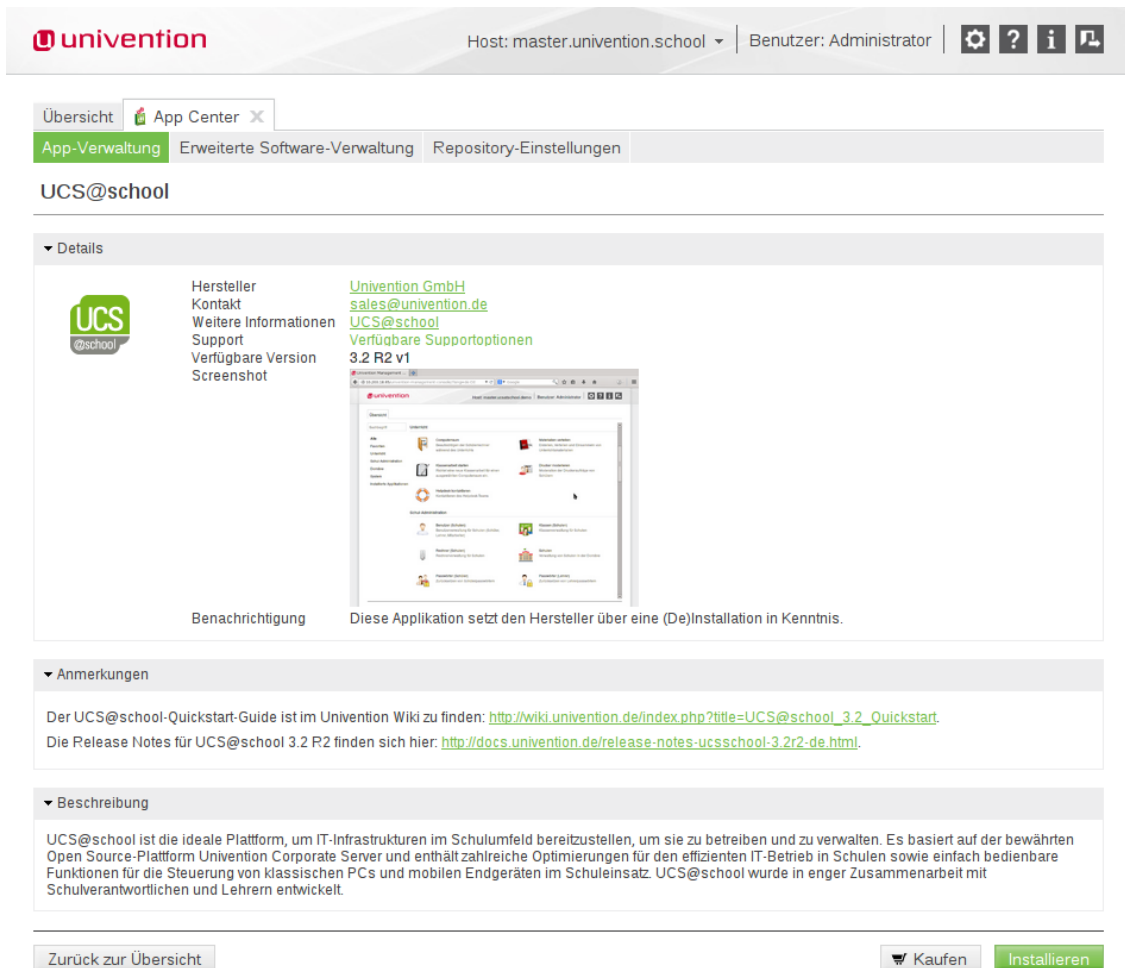 univention
Host: master.univention.school
Benutzer: Administrator
?
i
Übersicht
App Center
App-Verwaltung
Erweiterte Software-Verwaltung
Repository-Einstellungen
UCS@school
Details
UCS
@school
Hersteller Univention GmbH
Kontakt sales@univention.de
Weitere Informationen UCS@school
Support Verfügbare Supportoptionen
Verfügbare Version 3.2 R2 v1
Screenshot
univention
Benachrichtigung Diese Applikation setzt den Hersteller über eine (De)Installation in Kenntnis.
Anmerkungen
Der UCS@school-Quickstart-Guide ist im Univention Wiki zu finden: http://wiki.univention.de/index.php?title=UCS@school_3.2_Quickstart.
Die Release Notes für UCS@school 3.2 R2 finden sich hier: http://docs.univention.de/release-notes-ucsschool-3.2r2-de.html.
Beschreibung
UCS@school ist die ideale Plattform, um IT-Infrastrukturen im Schulumfeld bereitzustellen, um sie zu betreiben und zu verwalten. Es basiert auf der bewährten
Open Source-Plattform Univention Corporate Server und enthält zahlreiche Optimierungen für den effizienten IT-Betrieb in Schulen sowie einfach bedienbare
Funktionen für die Steuerung von klassischen PCs und mobilen Endgeräten im Schuleinsatz. UCS@school wurde in enger Zusammenarbeit mit
Schulverantwortlichen und Lehrern entwickelt.
Zurück zur Übersicht
Kaufen
Installieren